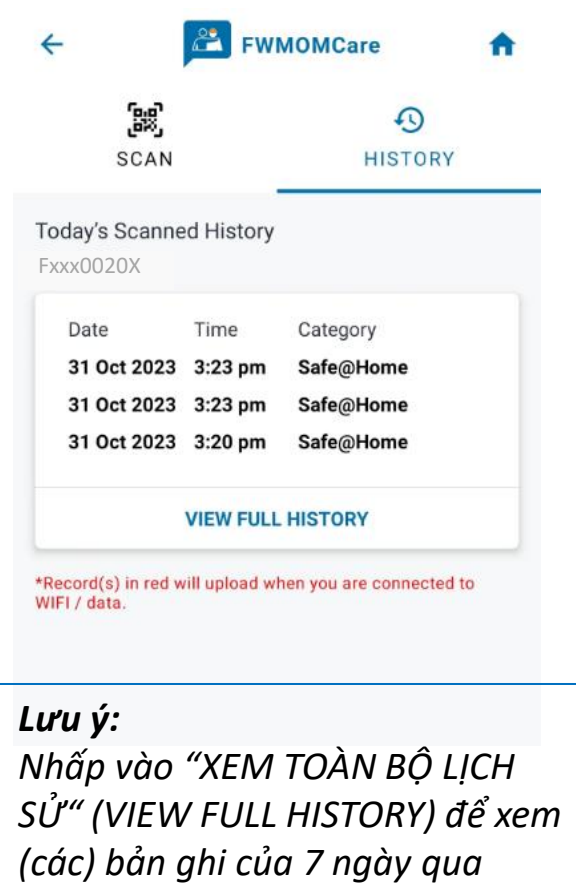 FWMOMCare
SCAN HISTORY
Today's Scanned History
Fxxx0020X
Date Time Category
31 Oct 2023 3:23 pm Safe@Home
31 Oct 2023 3:23 pm Safe@Home
31 Oct 2023 3:20 pm Safe@Home
VIEW FULL HISTORY
*Record(s) in red will upload when you are connected to
WIFI / data.
Lưu ý:
Nhấp vào “XEM TOÀN BỘ LỊCH
SỬ“ (VIEW FULL HISTORY) để xem
(các) bản ghi của 7 ngày qua